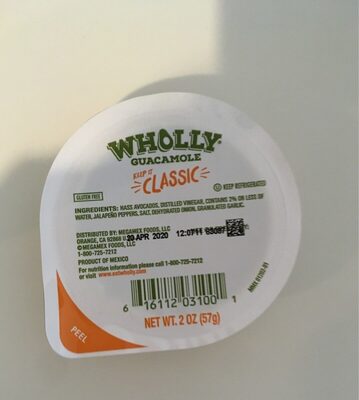 WHOLLY
GUACAMOLE
KEEP IT
CLASSIC
GLUTEN FREE
KEEP REFRIGERATED
INGREDIENTS: HASS AVOCADOS, DISTILLED VINEGAR, CONTAINS 2% OR LESS OF
WATER, JALAPEÑO PEPPERS, SALT, DEHYDRATED ONION, GRANULATED GARLIC.
DISTRIBUTED BY: MEGAMEX FOODS, LLC
ORANGE, CA 92868 U
29 APR 2020
12:07
©MEGAMEX FOODS, LLC
1-800-725-7212
PRODUCT OF MEXICO
For nutrition information please call 1-800-725-7212
or visit www.eatwholly.com
6 16112 03100 1
NET WT. 2 OZ (57g)
PEEL